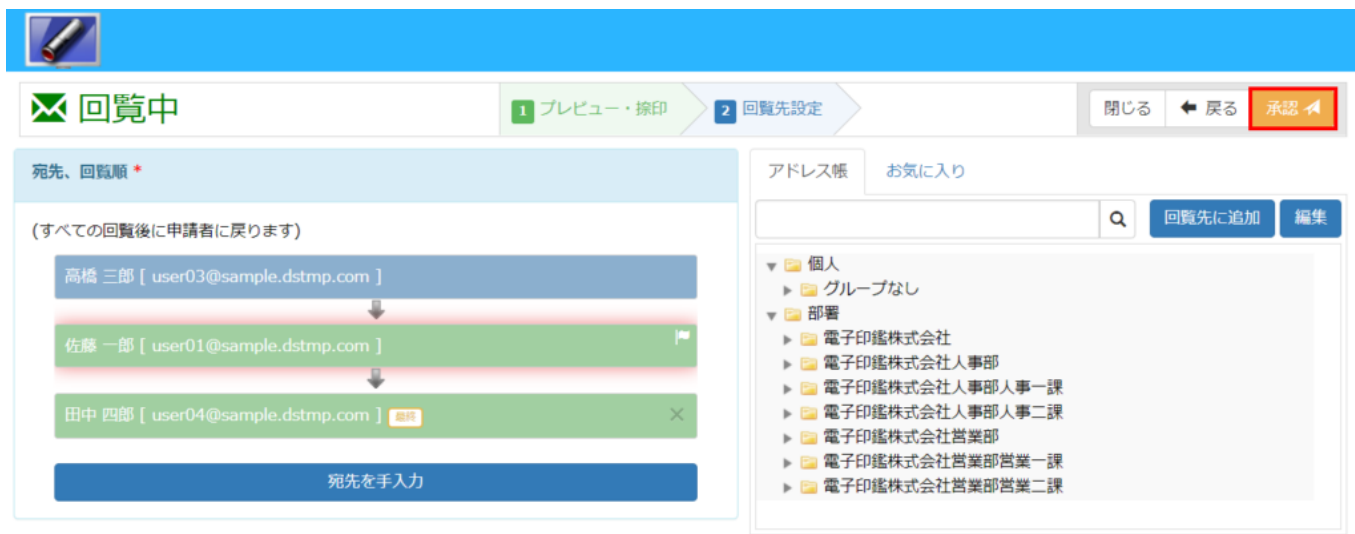 回覧中
1 プレビュー・捺印
2 回覧先設定
閉じる
戻る
承認
宛先、回覧順 *
(すべての回覧後に申請者に戻ります)
高橋 三郎 [ user03@sample.dstmp.com ]
佐藤 一郎 [ user01@sample.dstmp.com ]
田中 四郎 [ user04@sample.dstmp.com ] 最終
宛先を手入力
アドレス帳
お気に入り
回覧先に追加
編集
個人
グループなし
部署
電子印鑑株式会社
電子印鑑株式会社人事部
電子印鑑株式会社人事部人事一課
電子印鑑株式会社人事部人事二課
電子印鑑株式会社営業部
電子印鑑株式会社営業部営業一課
電子印鑑株式会社営業部営業二課